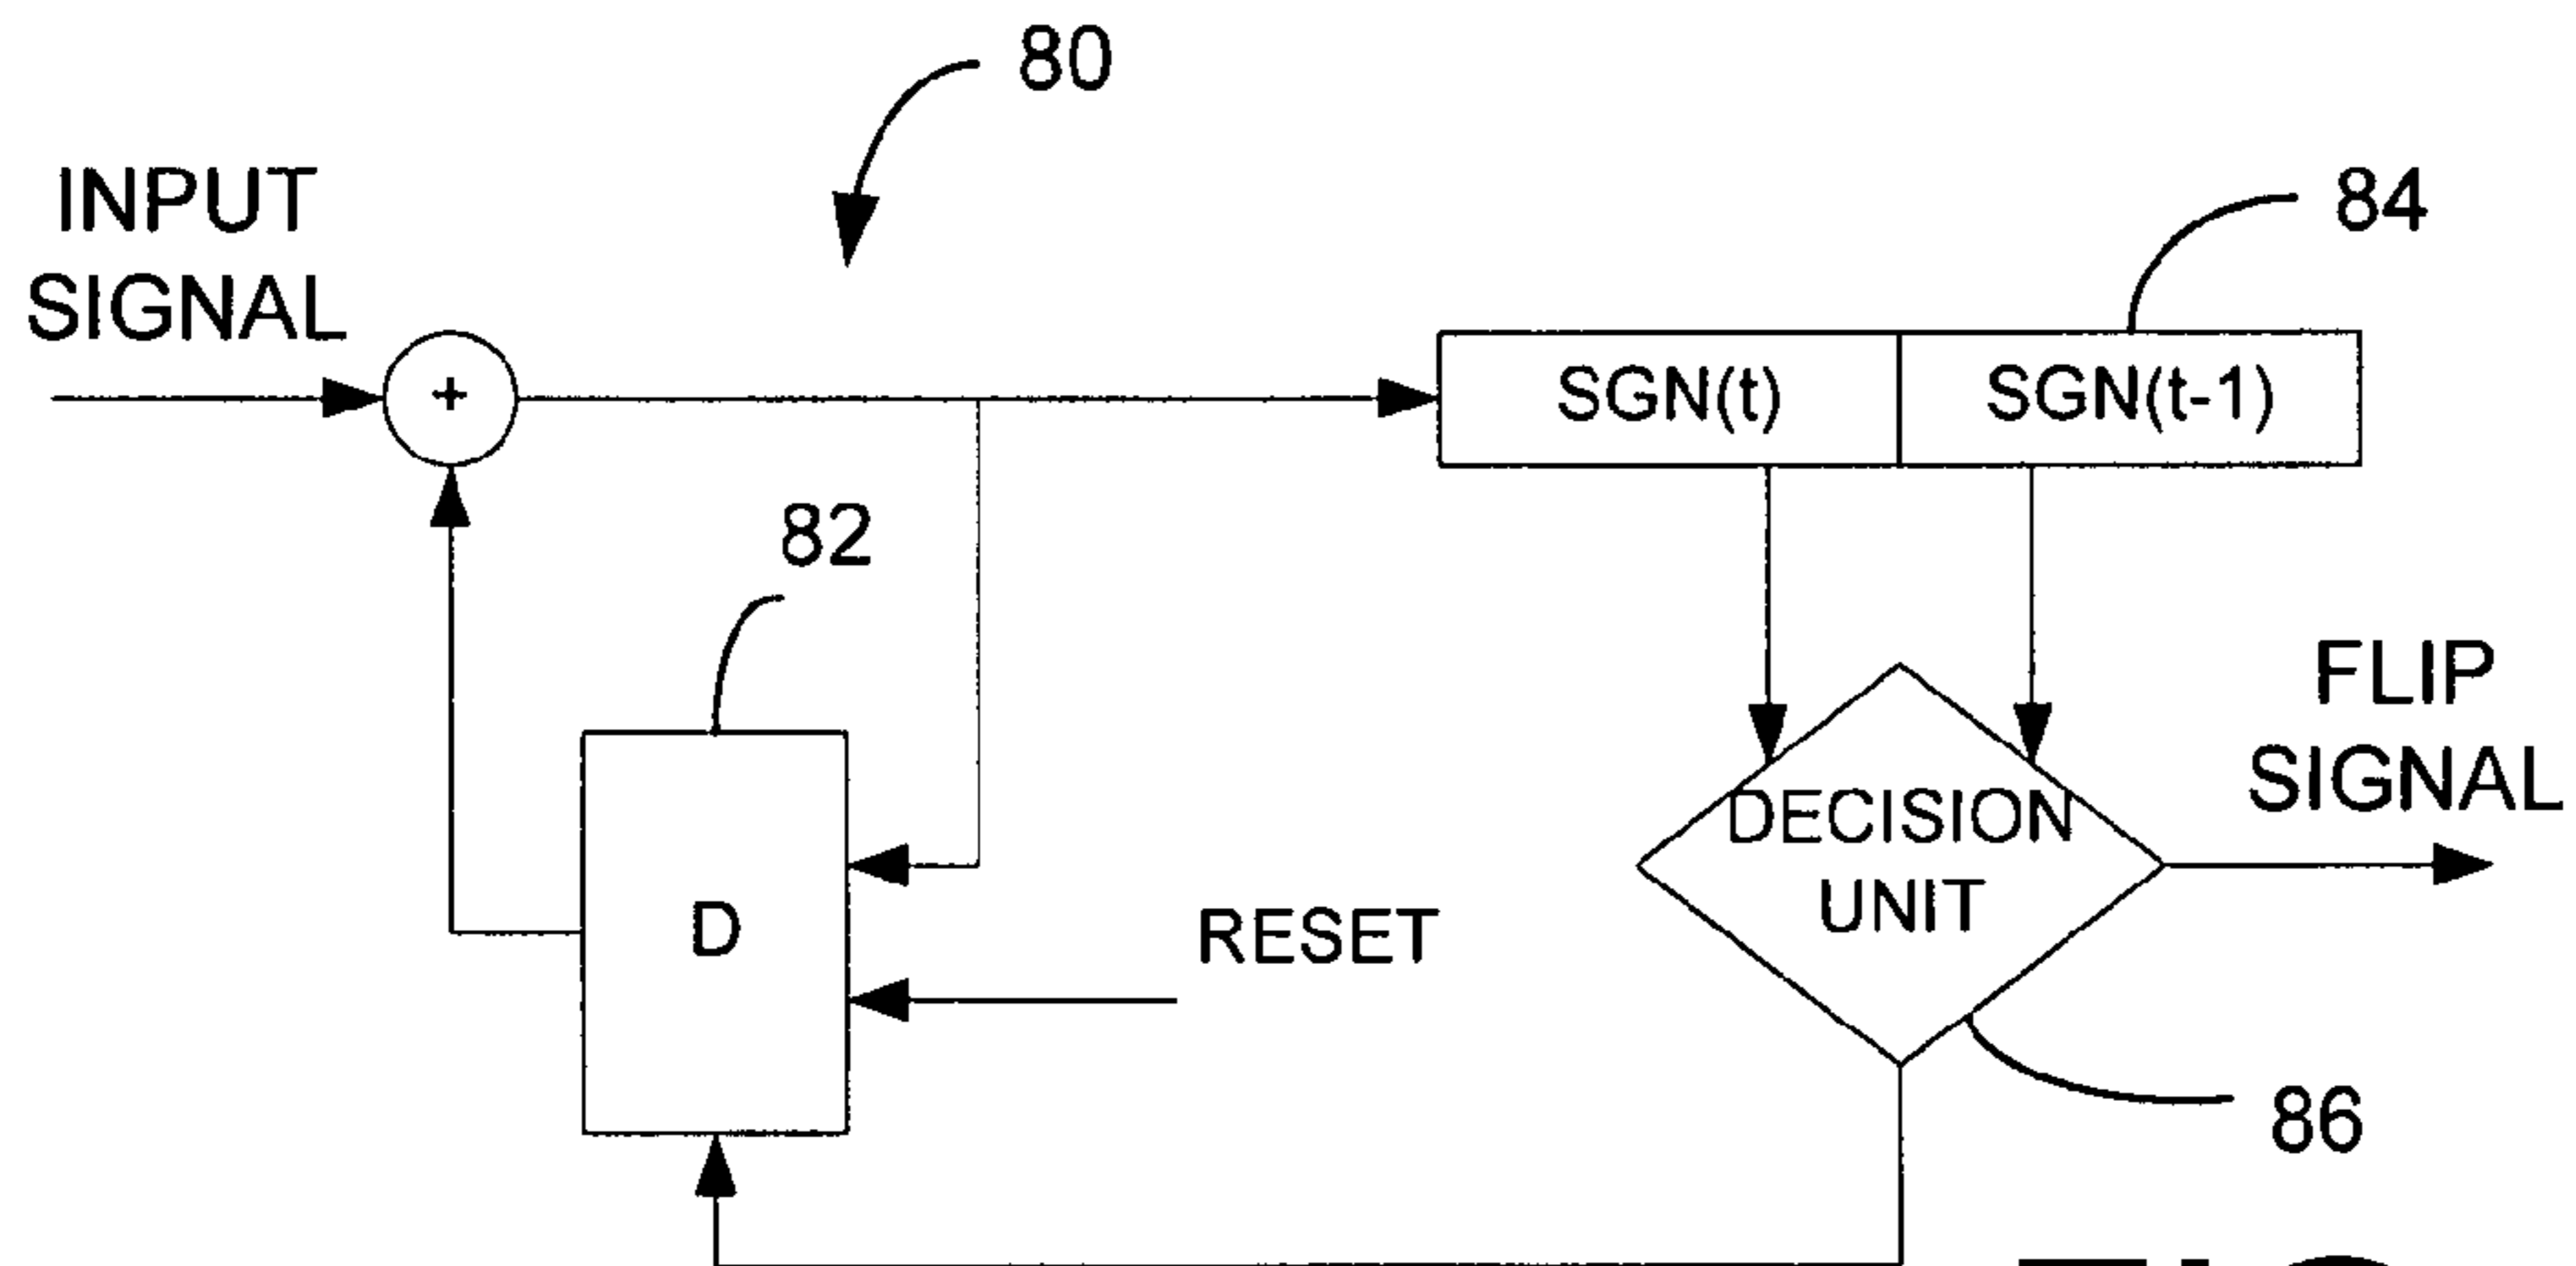 80
INPUT
SIGNAL
84
+
SGN(t)
SGN(t-1)
82
FLIP
SIGNAL
DECISION
UNIT
D
RESET
86